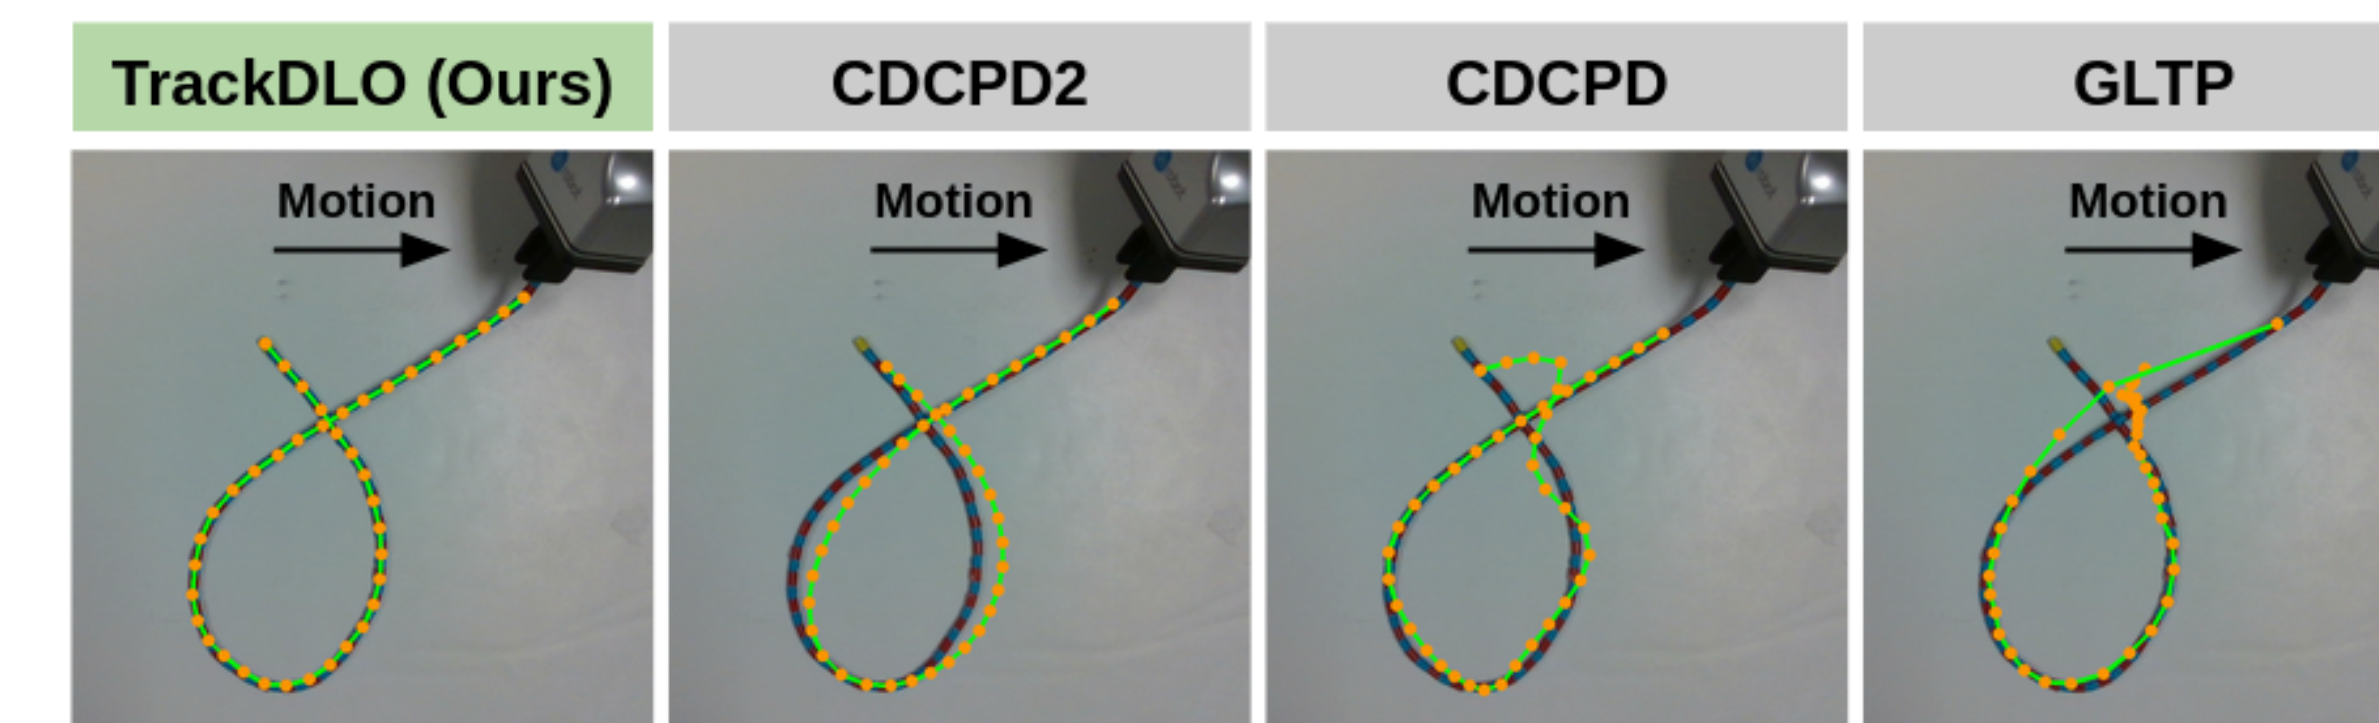 TrackDLO (Ours)
CDCPD2
CDCPD
GLTP
Motion
Motion
Motion
Motion